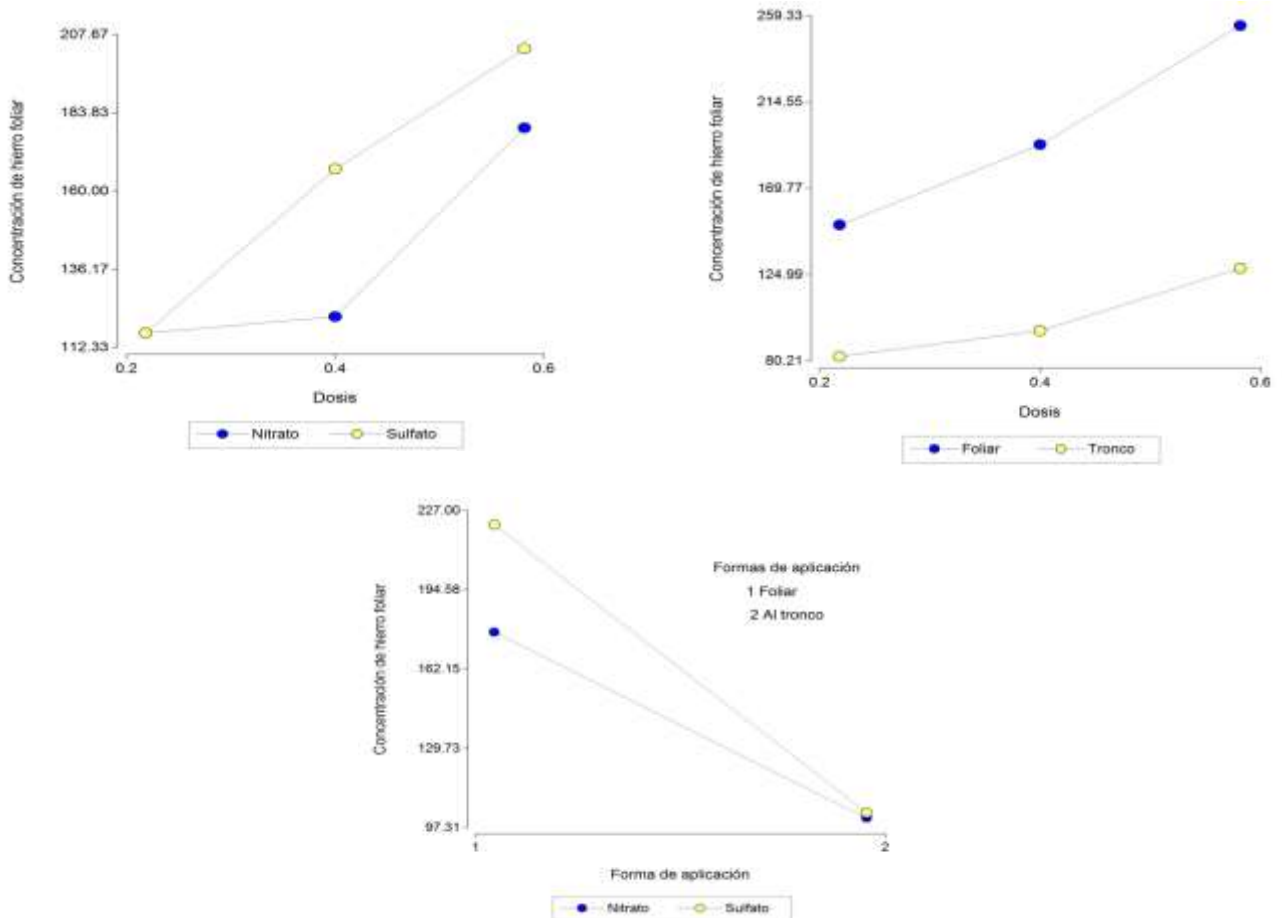 Concentración de hierro foliar
207.67
183.83
160.00
136.17
112.33
0.2 0.4 0.6
Dosis
Nitrato Sulfato
Concentración de hierro foliar
259.33
214.55
169.77
124.99
80.21
0.2 0.4 0.6
Dosis
Foliar Tronco
Concentración de hierro foliar
227.00
194.58
162.15
129.73
97.31
1 2
Formas de aplicación
1 Foliar
2 Al tronco
Forma de aplicación
Nitrato Sulfato